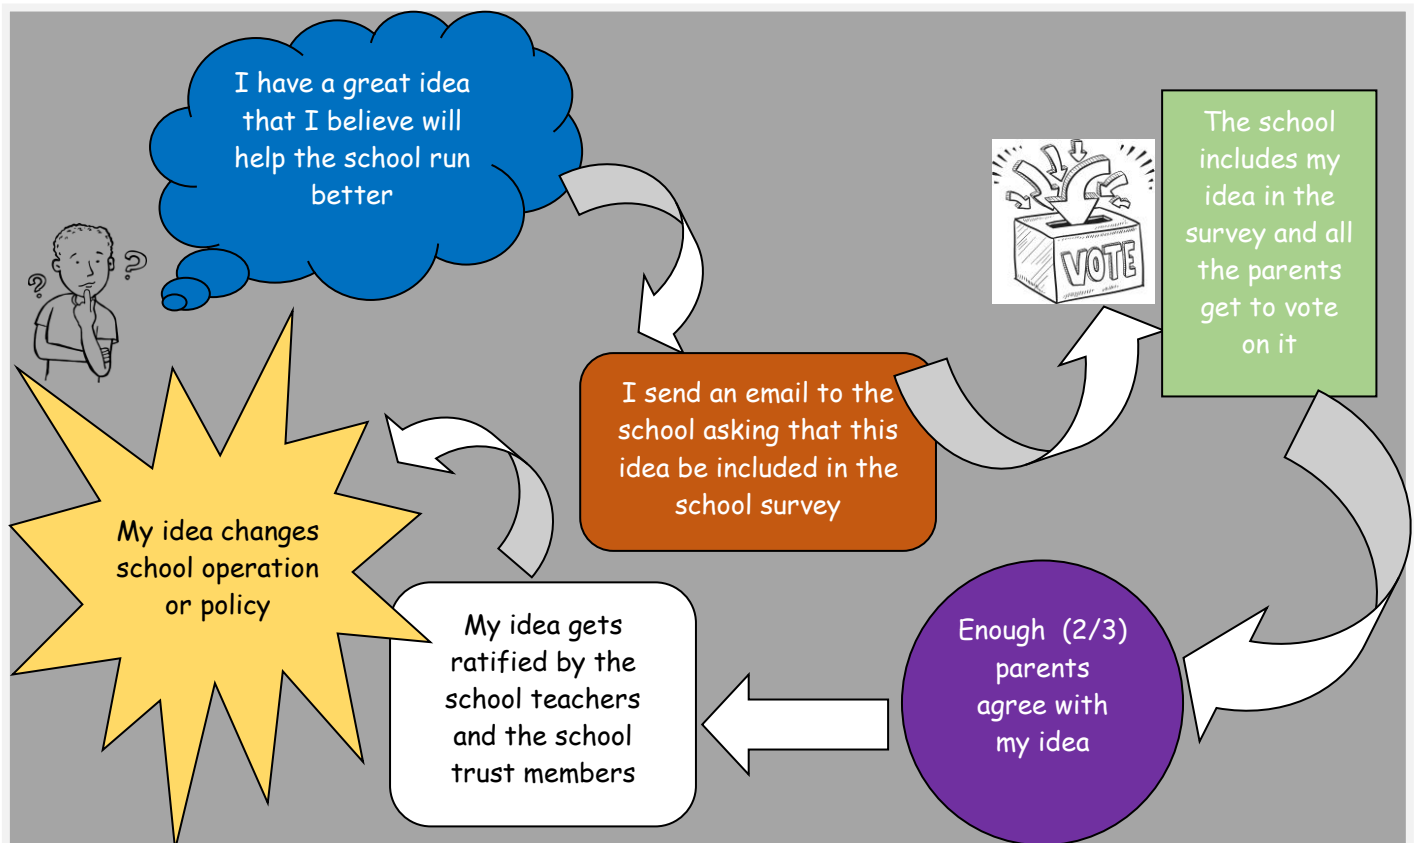 I have a great idea
that I believe will
help the school run
better
I send an email to the
school asking that this
idea be included in the
school survey
VOTE
The school
includes my
idea in the
survey and all
the parents
get to vote
on it
Enough (2/3)
parents
agree with
my idea
My idea gets
ratified by the
school teachers
and the school
trust members
My idea changes
school operation
or policy